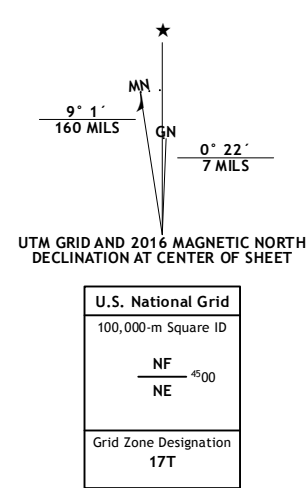 ★
MN
9° 1´
160 MILS
GN
0° 22´
7 MILS
UTM GRID AND 2016 MAGNETIC NORTH
DECLINATION AT CENTER OF SHEET
U.S. National Grid
100,000-m Square ID
NF
4500
NE
Grid Zone Designation
17T